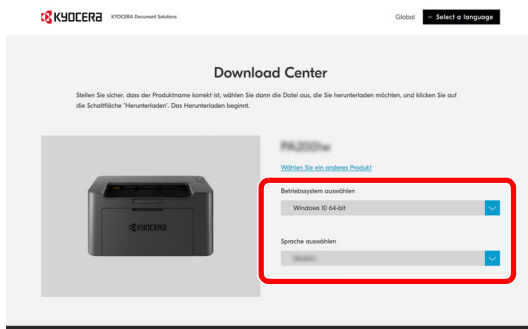 KYOCERA KYOCERA Document Solutions
Global Select a language
Download Center
Stellen Sie sicher, dass der Produktname korrekt ist, wählen Sie dann die Datei aus, die Sie herunterladen möchten, und klicken Sie auf
die Schaltfläche 'Herunterladen'. Das Herunterladen beginnt.
Wählen Sie ein anderes Produkt
Betriebssystem auswählen
Windows 10 64-bit
KYOCERA
Sprache auswählen